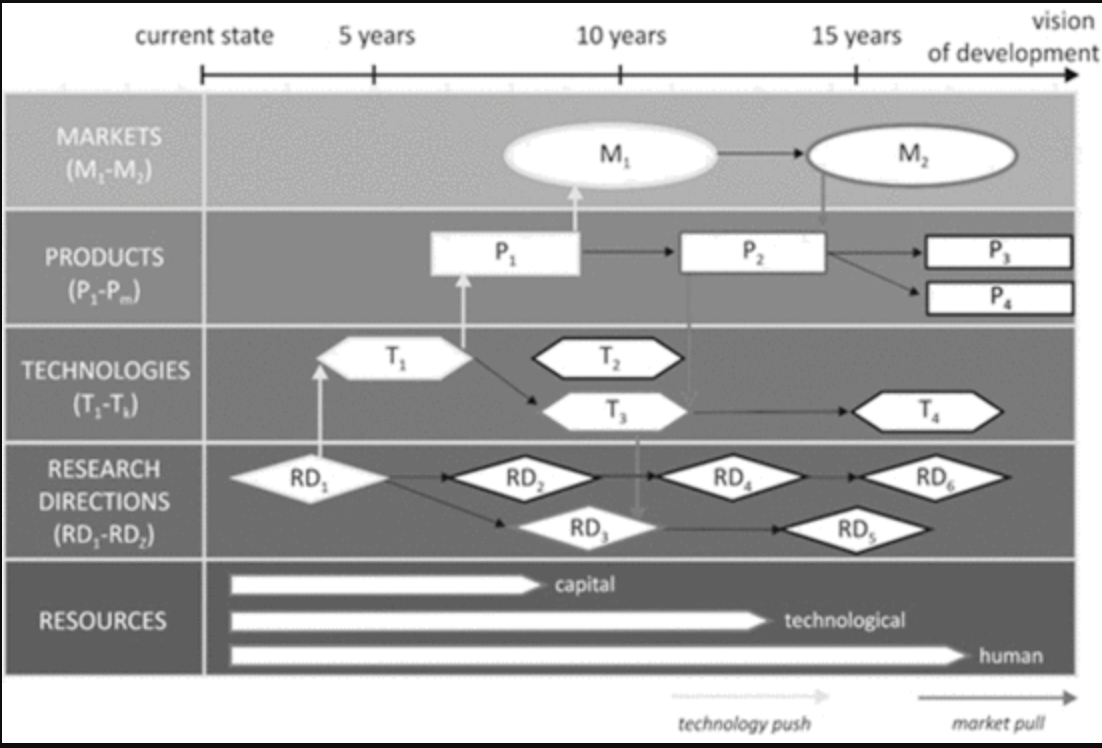 current state
5 years
10 years
15 years
vision
of development
MARKETS
(M₁-M₂)
M₁
M₂
PRODUCTS
(P₁-Pₘ)
P₁
P₂
P₃
P₄
TECHNOLOGIES
(T₁-Tₖ)
T₁
T₂
T₃
T₄
RESEARCH
DIRECTIONS
(RD₁-RD₂)
RD₁
RD₂
RD₄
RD₆
RD₃
RD₅
RESOURCES
capital
technological
human
technology push
market pull